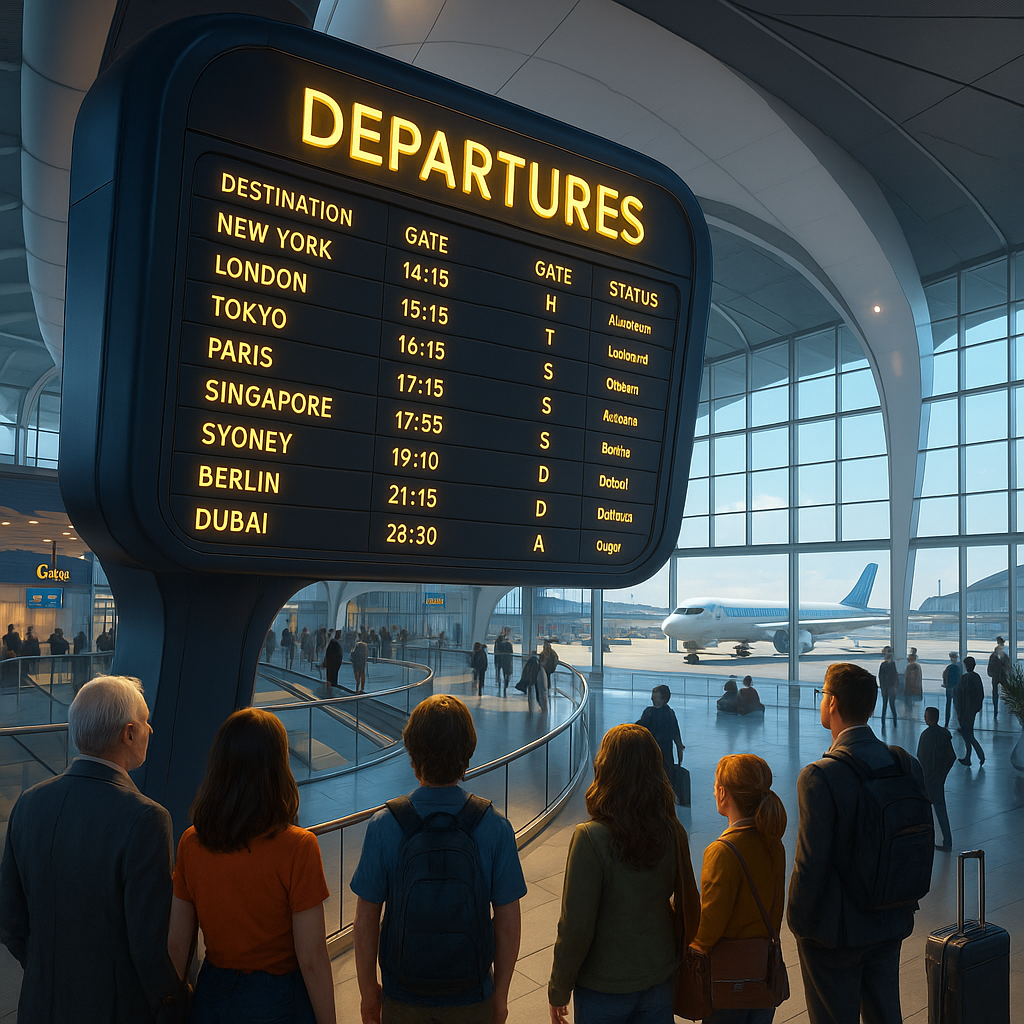 DEPARTURES
DESTINATION GATE GATE STATUS
NEW YORK 14:15 H
LONDON 15:15 T
TOKYO 16:15 S
PARIS 17:15 S
SINGAPORE 17:55 S
SYONEY 19:10 D
BERLIN 21:15 D
DUBAI 28:30 A Ougor